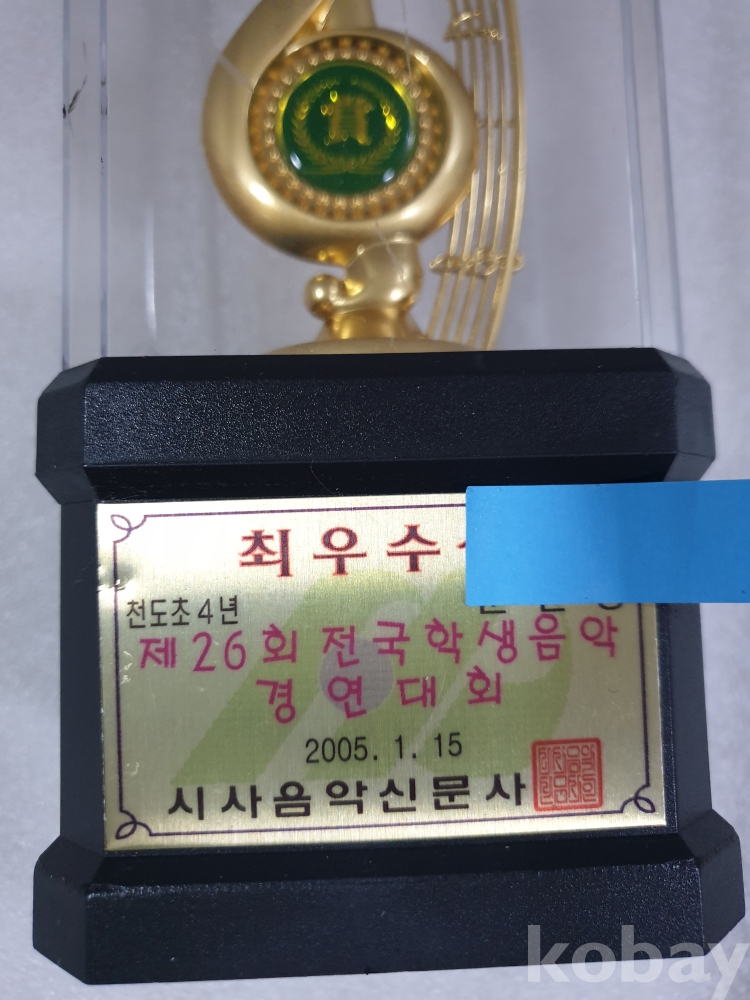 최우수
천도초4년
제26회 전국학생음악
경연대회
2005. 1. 15
시사음악신문사
kobay